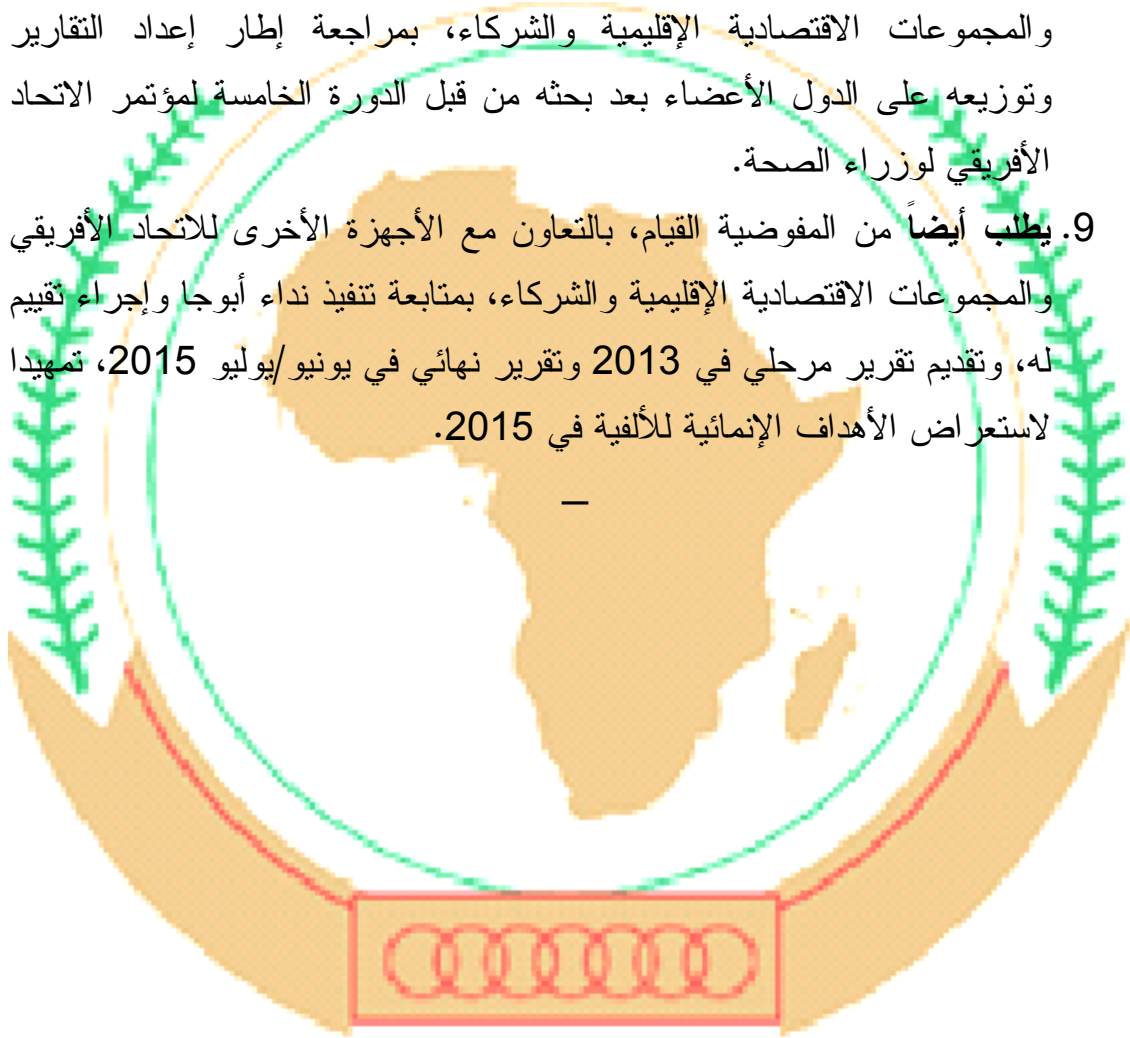 والمجموعات الاقتصادية الإقليمية والشركاء، بمراجعة إطار إعداد التقارير
وتوزيعه على الدول الأعضاء بعد بحثه من قبل الدورة الخامسة لمؤتمر الاتحاد
الأفريقي لوزراء الصحة.
9. يطلب أيضاً من المفوضية القيام، بالتعاون مع الأجهزة الأخرى للاتحاد الأفريقي
والمجموعات الاقتصادية الإقليمية والشركاء، بمتابعة تنفيذ نداء أبوجا وإجراء تقييم
له، وتقديم تقرير مرحلي في 2013 وتقرير نهائي في يونيو/يوليو 2015، تمهيدا
لاستعراض الأهداف الإنمائية للألفية في 2015.
–